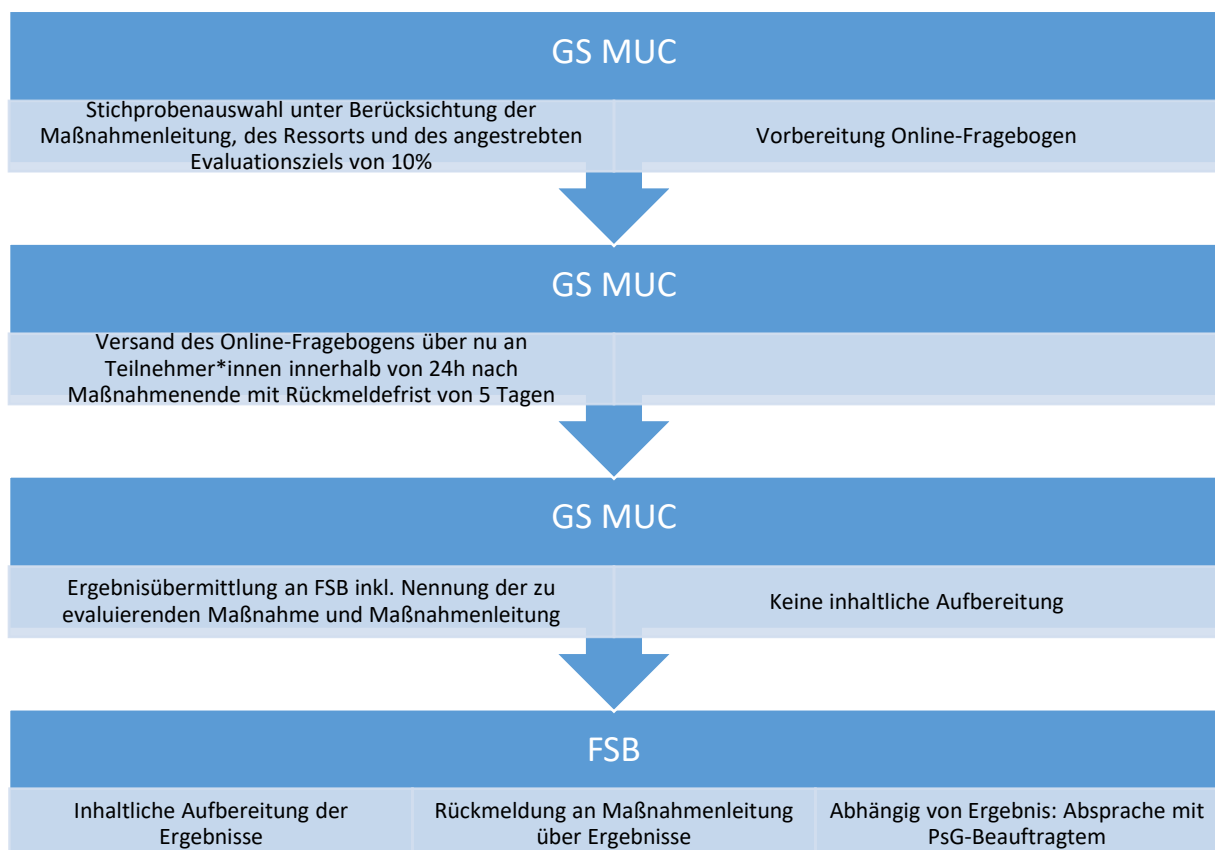 GS MUC
Stichprobenauswahl unter Berücksichtung der
Maßnahmenleitung, des Ressorts und des angestrebten
Evaluationsziels von 10%
Vorbereitung Online-Fragebogen
GS MUC
Versand des Online-Fragebogens über nu an
Teilnehmer*innen innerhalb von 24h nach
Maßnahmenende mit Rückmeldefrist von 5 Tagen
GS MUC
Ergebnisübermittlung an FSB inkl. Nennung der zu
evaluierenden Maßnahme und Maßnahmenleitung
Keine inhaltliche Aufbereitung
FSB
Inhaltliche Aufbereitung der
Ergebnisse
Rückmeldung an Maßnahmenleitung
über Ergebnisse
Abhängig von Ergebnis: Absprache mit
PsG-Beauftragtem